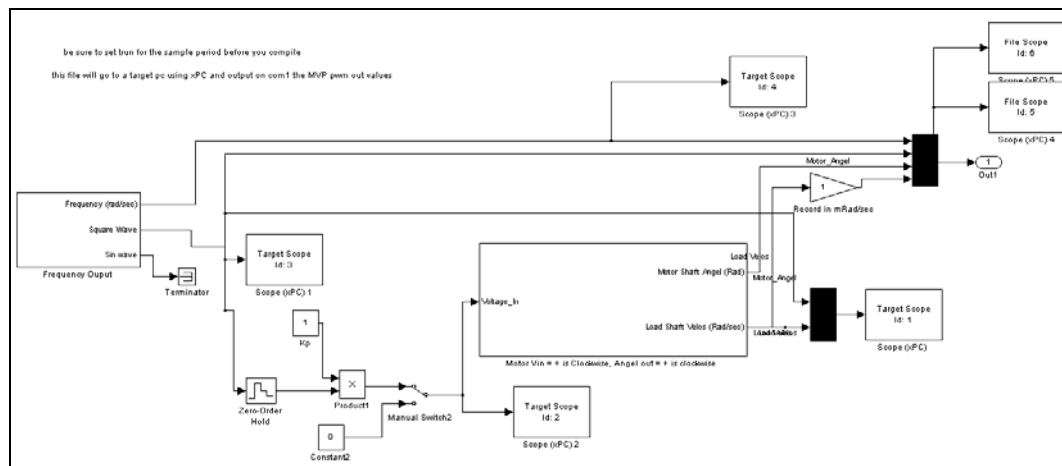 be sure to set trun for the sample period before you compile
this file will go to a target pc using xPC and output on com1 the MVP pwm out values
File Scope
Id: 6
Scope (xPC) 5
Target Scope
Id: 4
Scope (xPC) 3
File Scope
Id: 5
Scope (xPC) 4
Motor_Angel
1
Out1
1
Record in mRad/sec
Frequency (rad/sec)
Square Wave
Sin wave
Frequency Ouput
Terminator
Target Scope
Id: 3
Scope (xPC) 1
Load Velos
Motor Shaft Angel (Rad)
Motor_Angel
Voltage_In
Load Shaft Velos (Rad/sec)
Motor Vin = + is Clockwise, Angel out = + is clockwise
Target Scope
Id: 1
Scope (xPC)
1
Kp
Zero-Order
Hold
X
Product1
Manual Switch2
0
Constant2
Target Scope
Id: 2
Scope (xPC) 2